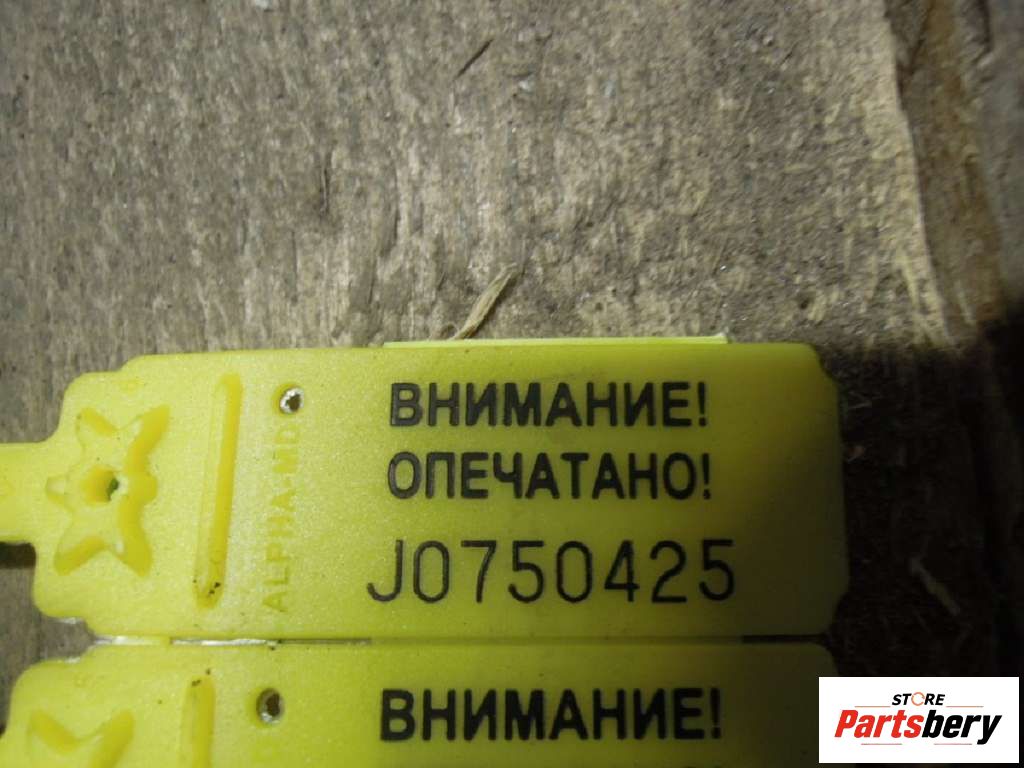 ВНИМАНИЕ!
ОПЕЧАТАНО!
J0750425
ALPHA-MD
ВНИМАНИЕ!
STORE
Partsbery